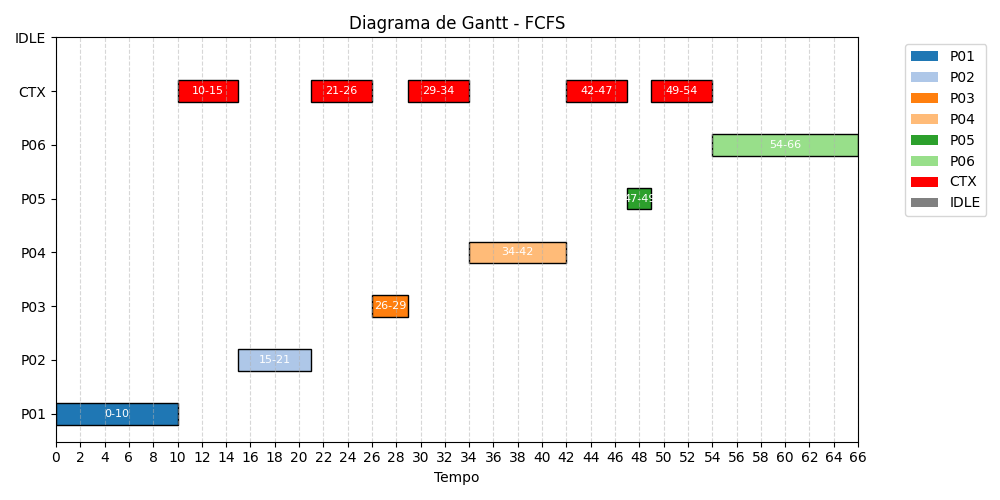 Diagrama de Gantt - FCFS
IDLE
CTX
10-15
21-26
29-34
42-47
49-54
P06
54-66
P05
47-49
P04
34-42
P03
26-29
P02
15-21
P01
0-10
0 2 4 6 8 10 12 14 16 18 20 22 24 26 28 30 32 34 36 38 40 42 44 46 48 50 52 54 56 58 60 62 64 66
Tempo
P01
P02
P03
P04
P05
P06
CTX
IDLE